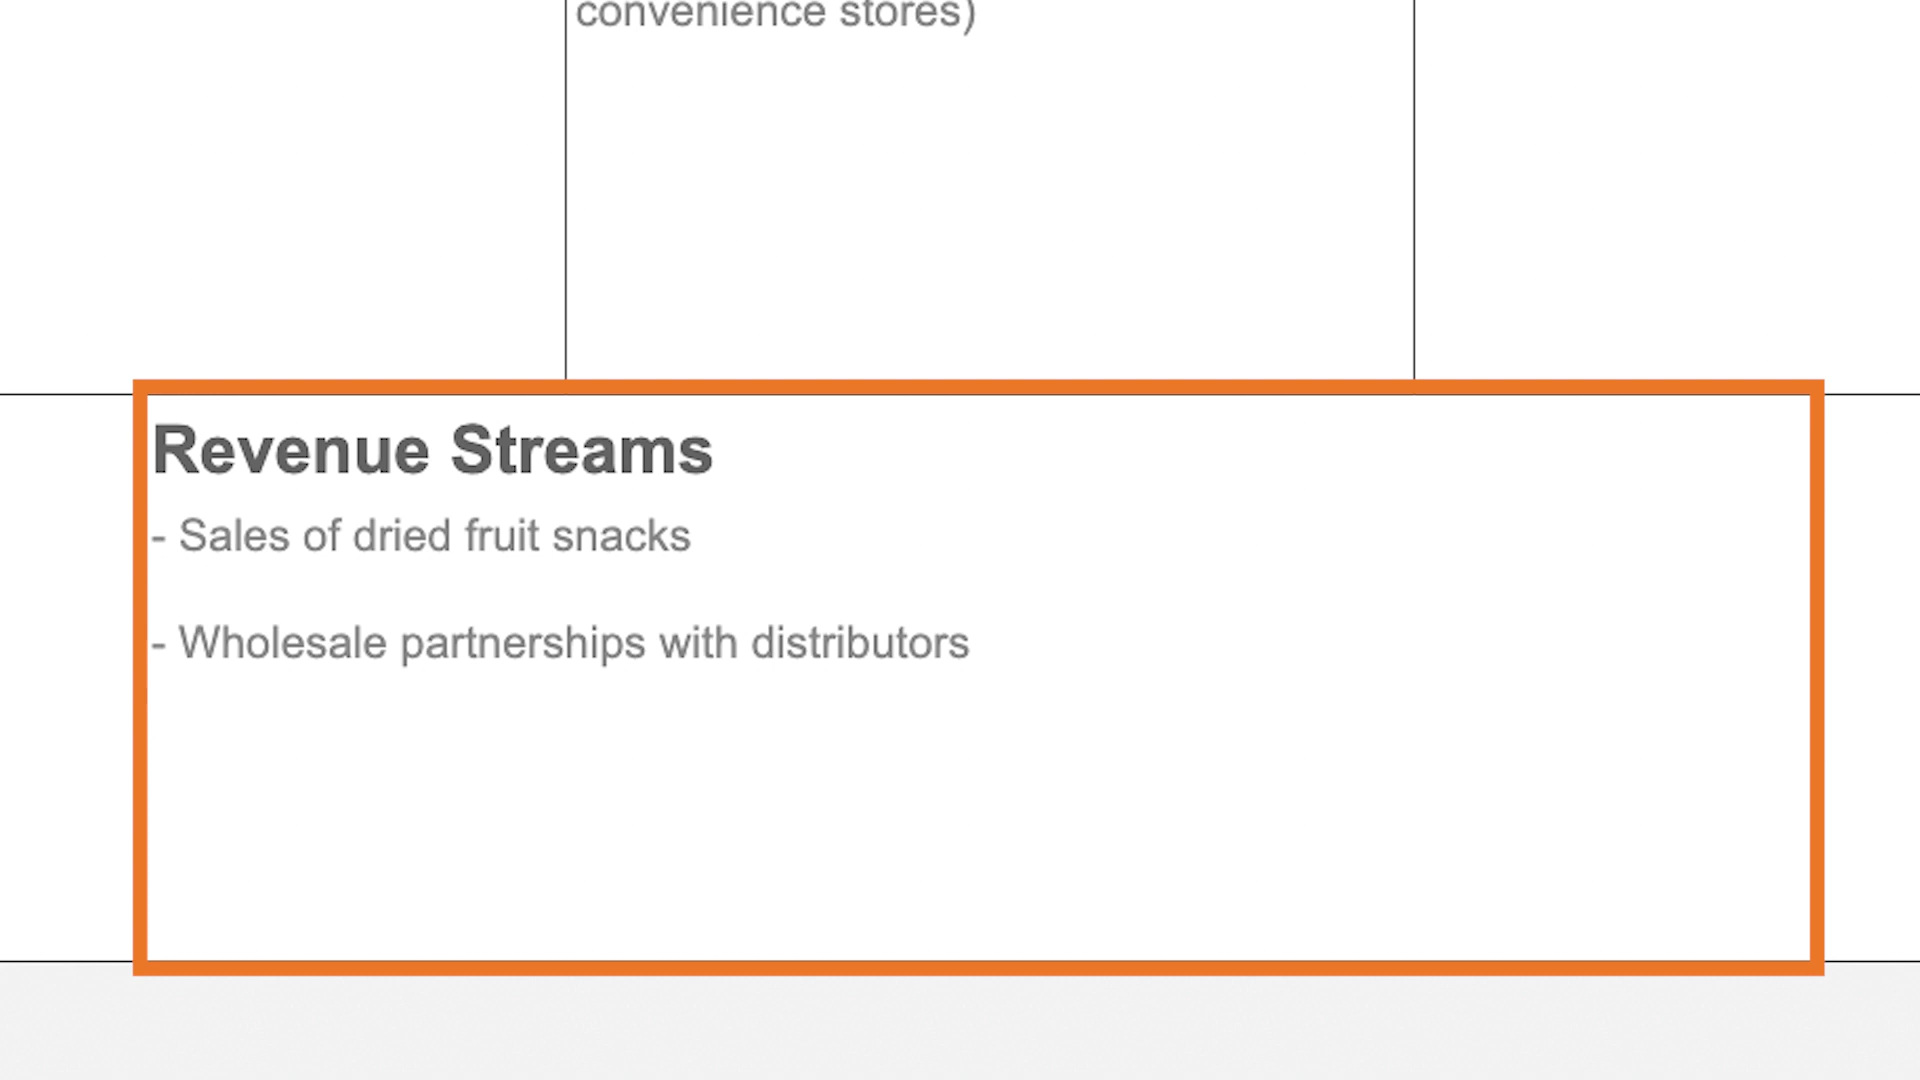 convenience stores)
Revenue Streams
- Sales of dried fruit snacks
- Wholesale partnerships with distributors